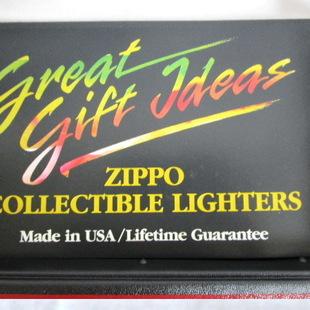 Great
Gift Ideas
ZIPPO
COLLECTIBLE LIGHTERS
Made in USA/Lifetime Guarantee